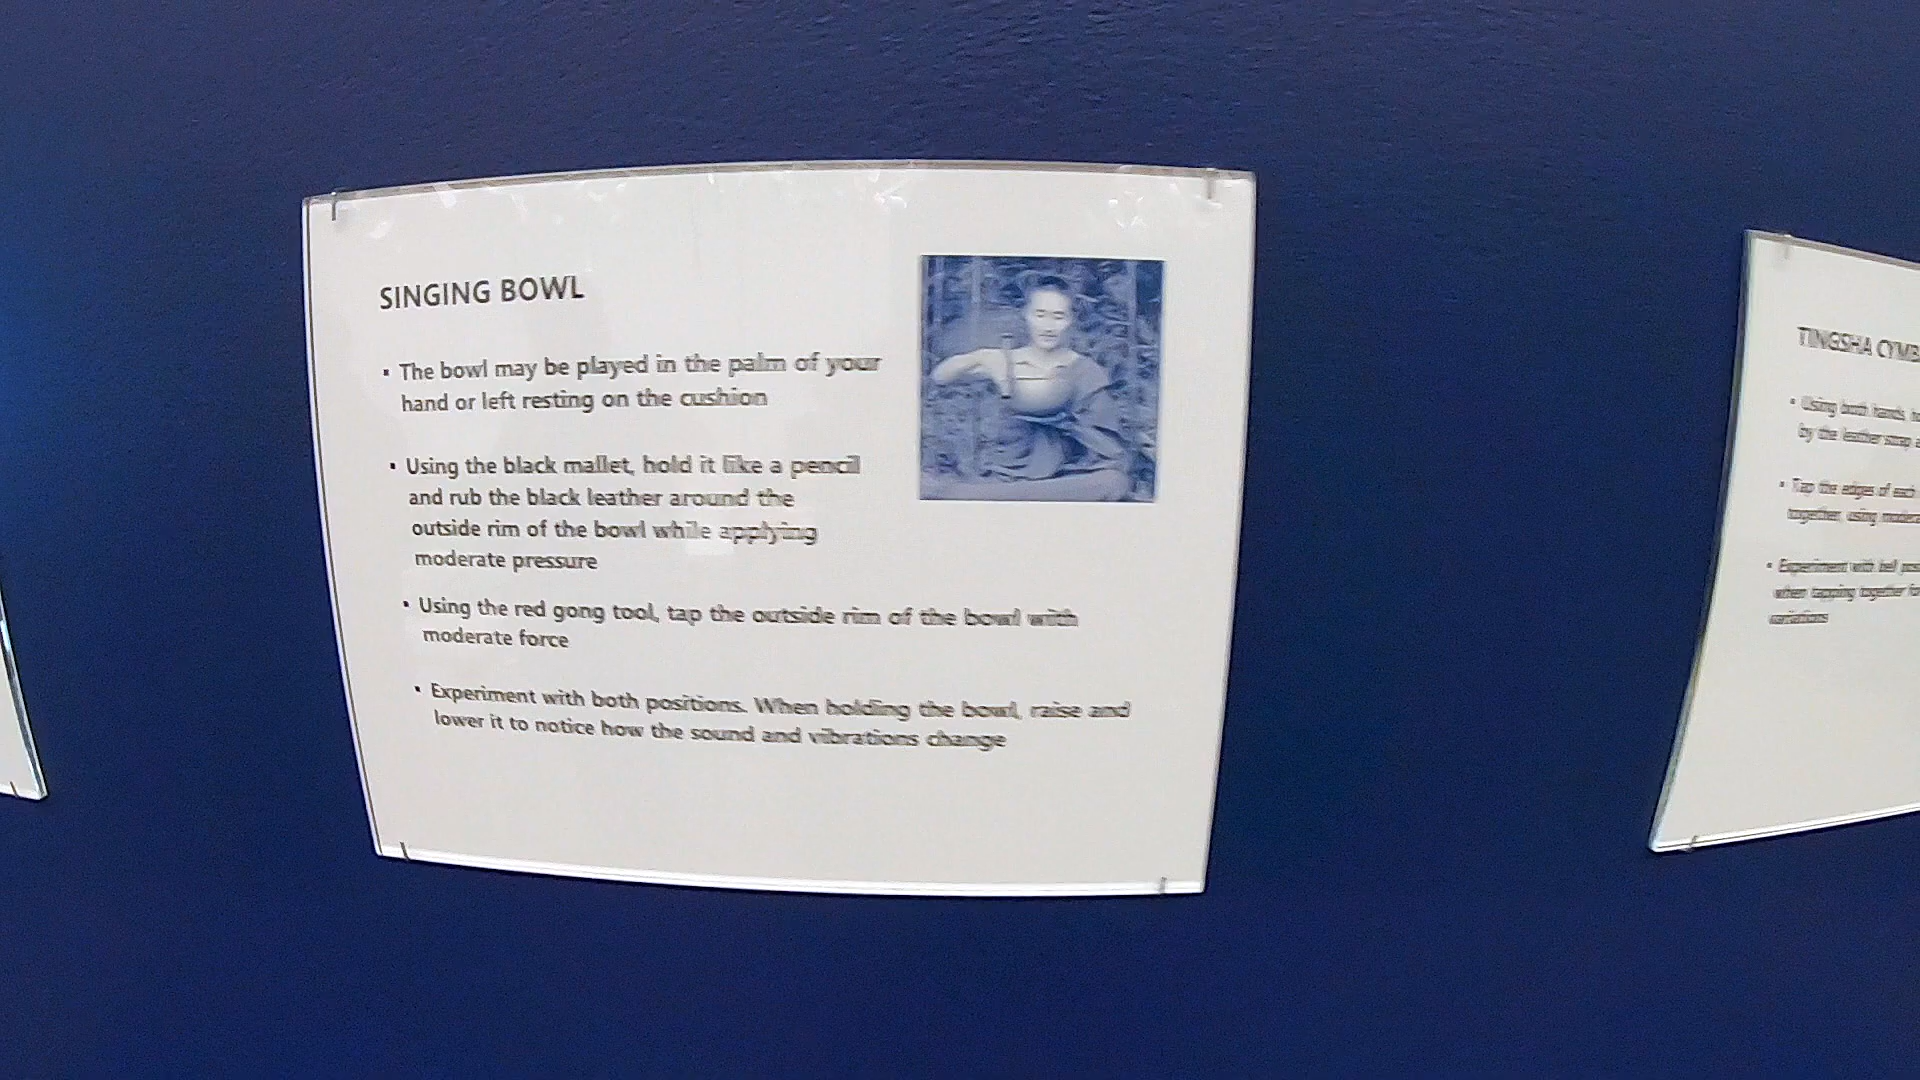 SINGING BOWL
▪ The bowl may be played in the palm of your
hand or left resting on the cushion
▪ Using the black mallet, hold it like a pencil
and rub the black leather around the
outside rim of the bowl while applying
moderate pressure
▪ Using the red gong tool, tap the outside rim of the bowl with
moderate force
▪ Experiment with both positions. When holding the bowl, raise and
lower it to notice how the sound and vibrations change
TINGSHA CYMB
▪ Using both hands
by the leather strap
▪ Tap the edges of each
together, using
▪ Experiment with
when tapping together
variations